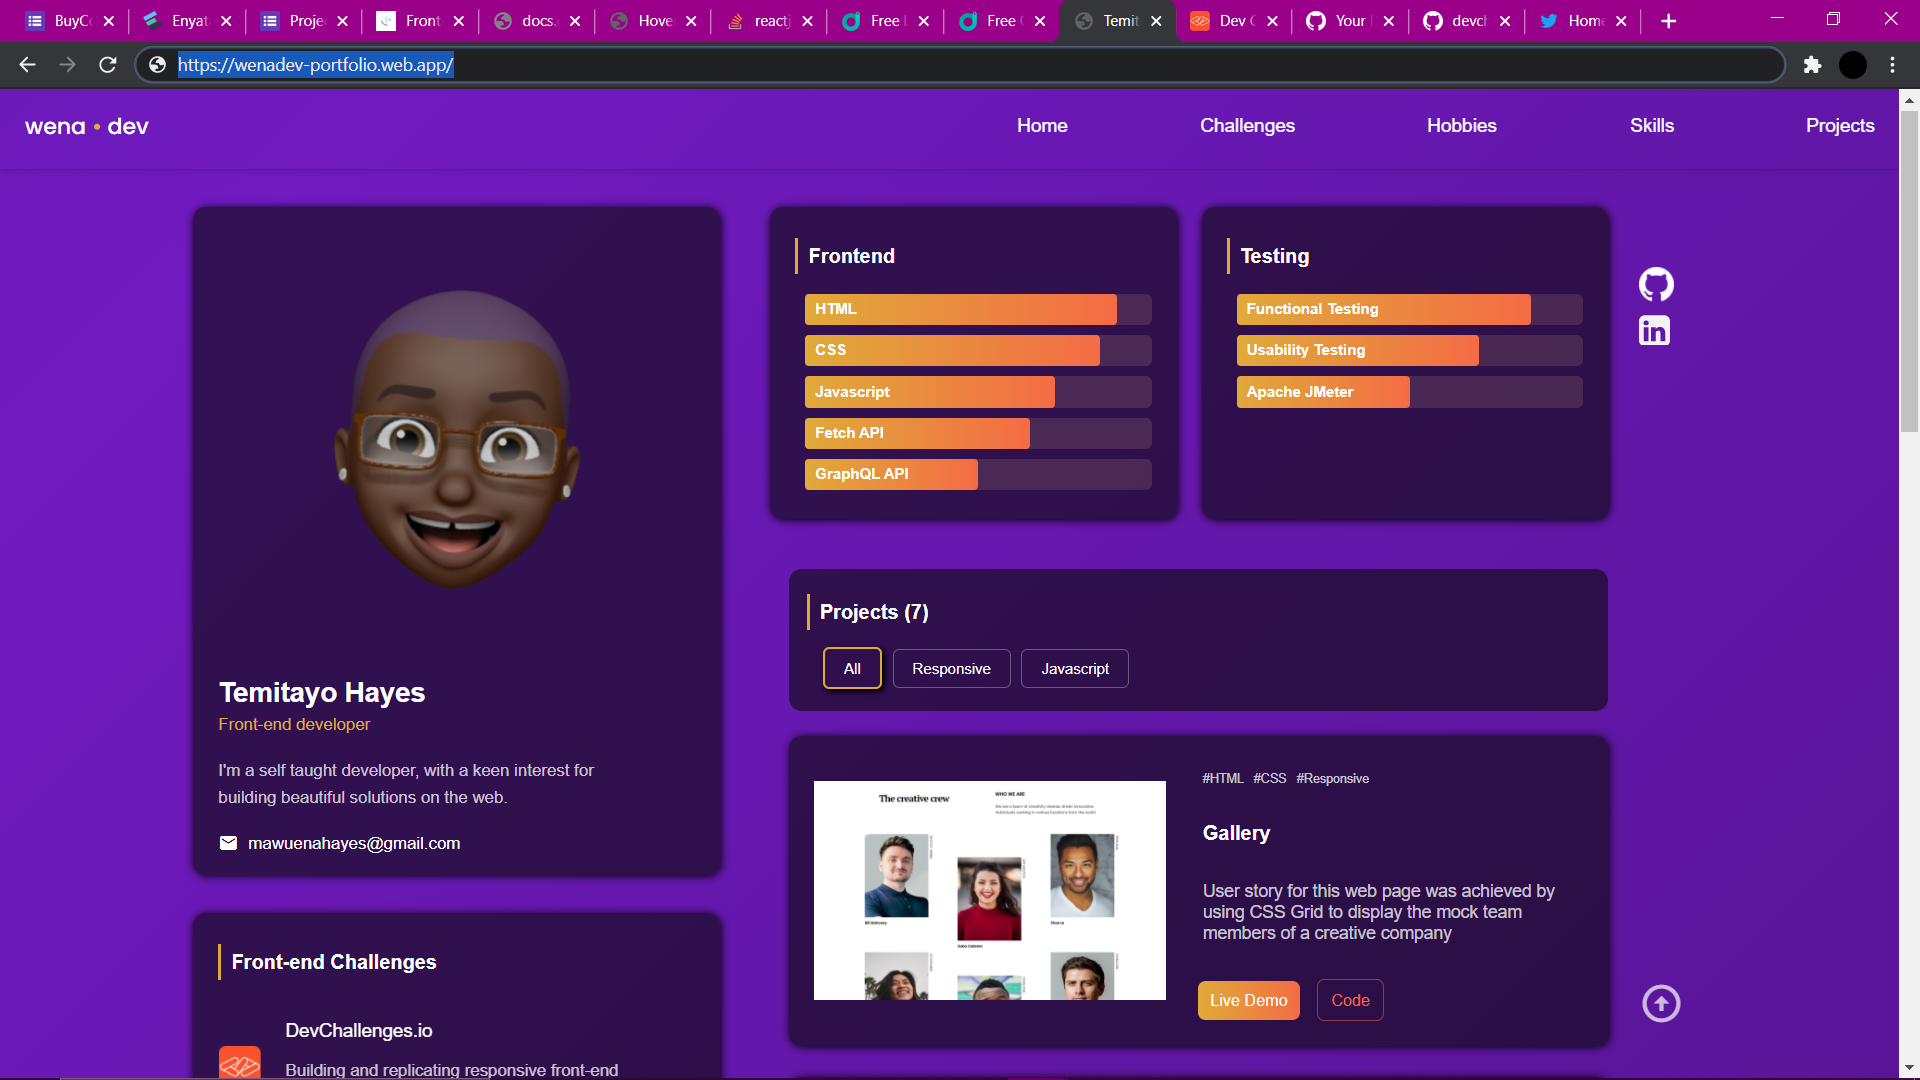 BuyCo
Enyat
Projec
Front
docs.
Hove
reactj
Free
Free
Temit
Dev C
Your
devch
Home
https://wenadev-portfolio.web.app/
wena • dev
Home
Challenges
Hobbies
Skills
Projects
Frontend
HTML
CSS
Javascript
Fetch API
GraphQL API
Testing
Functional Testing
Usability Testing
Apache JMeter
Temitayo Hayes
Front-end developer
I'm a self taught developer, with a keen interest for
building beautiful solutions on the web.
mawuenahayes@gmail.com
Front-end Challenges
DevChallenges.io
Building and replicating responsive front-end
Projects (7)
All
Responsive
Javascript
The creative crew
WHO WE ARE
#HTML #CSS #Responsive
Gallery
User story for this web page was achieved by
using CSS Grid to display the mock team
members of a creative company
Live Demo
Code